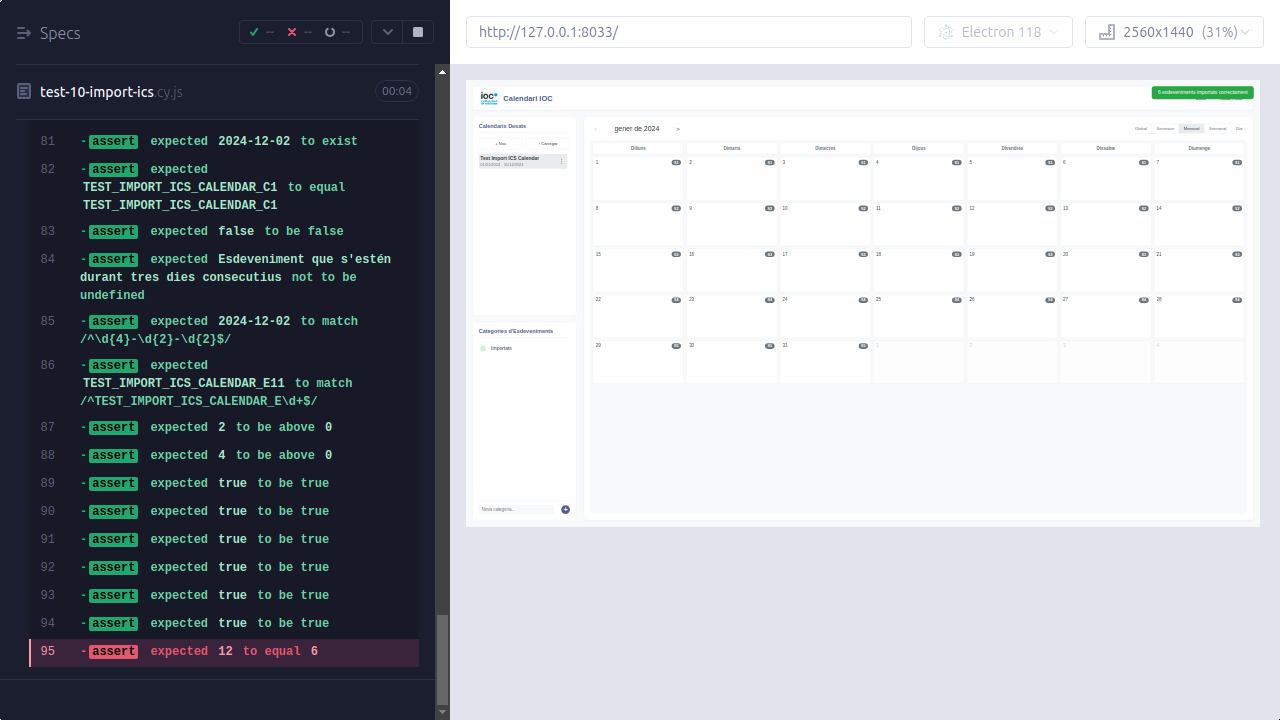 Specs
-- -- --
test-10-import-ics.cy.js
00:04
81 -assert expected 2024-12-02 to exist
82 -assert expected
TEST_IMPORT_ICS_CALENDAR_C1 to equal
TEST_IMPORT_ICS_CALENDAR_C1
83 -assert expected false to be false
84 -assert expected Esdeveniment que s'estén
durant tres dies consecutius not to be
undefined
85 -assert expected 2024-12-02 to match
/^\d{4}-\d{2}-\d{2}$/
86 -assert expected
TEST_IMPORT_ICS_CALENDAR_E11 to match
/^TEST_IMPORT_ICS_CALENDAR_E\d+$/
87 -assert expected 2 to be above 0
88 -assert expected 4 to be above 0
89 -assert expected true to be true
90 -assert expected true to be true
91 -assert expected true to be true
92 -assert expected true to be true
93 -assert expected true to be true
94 -assert expected true to be true
95 -assert expected 12 to equal 6
http://127.0.0.1:8033/
Electron 118
2560x1440 (31%)
ioc
Calendari IOC
esdeveniments importats correctament
Calendaris Desats
+ Nou
Carregar
Test Import ICS Calendar
Categories d'Esdeveniments
Importats
Nova categoria...
+
< gener de 2024 >
Global Semestral Mensual Setmanal Dia
Dilluns Dimarts Dimecres Dijous Divendres Dissabte Diumenge
1 2 3 4 5 6 7
8 9 10 11 12 13 14
15 16 17 18 19 20 21
22 23 24 25 26 27 28
29 30 31 1 2 3 4